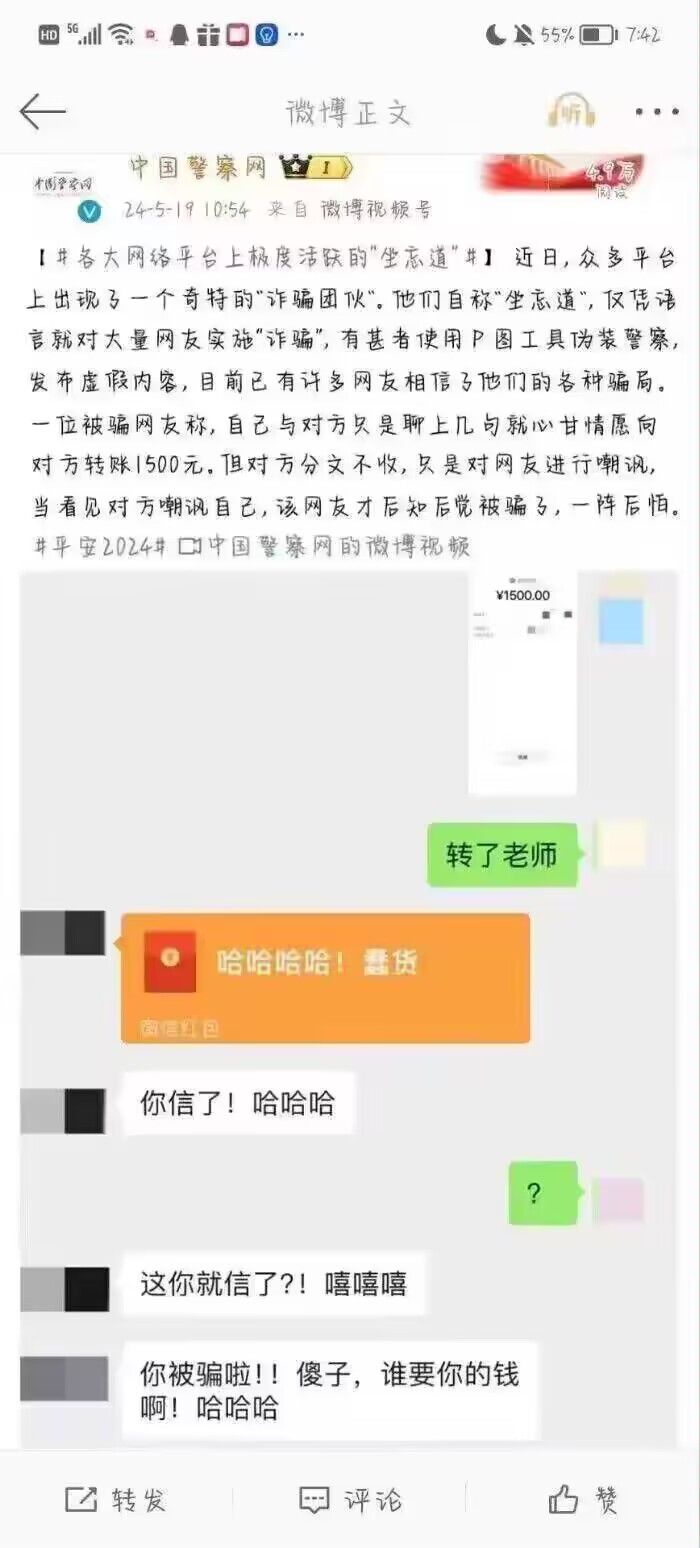 HD 5G 55% 7:42
微博正文 听
中国警察网 I
中国警察网
4.9万
阅读
24-5-19 10:54 来自 微博视频号
【#各大网络平台上极度活跃的"坐忘道"#】近日,众多平台
上出现了一个奇特的"诈骗团伙"。他们自称"坐忘道",仅凭语
言就对大量网友实施"诈骗",有甚者使用P图工具伪装警察,
发布虚假内容,目前已有许多网友相信了他们的各种骗局。
一位被骗网友称,自己与对方只是聊上几句就心甘情愿向
对方转账1500元。但对方分文不收,只是对网友进行嘲讽,
当看见对方嘲讽自己,该网友才后知后觉被骗了,一阵后怕。
#平安2024# 中国警察网的微博视频
¥1500.00
转了老师
哈哈哈哈！蠢货
微信红包
你信了！哈哈哈
？
这你就信了?！嘻嘻嘻
你被骗啦!！傻子，谁要你的钱
啊！哈哈哈
转发 评论 赞